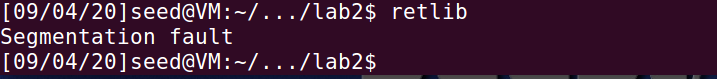 [09/04/20]seed@VM:~/.../lab2$ retlib
Segmentation fault
[09/04/20]seed@VM:~/.../lab2$